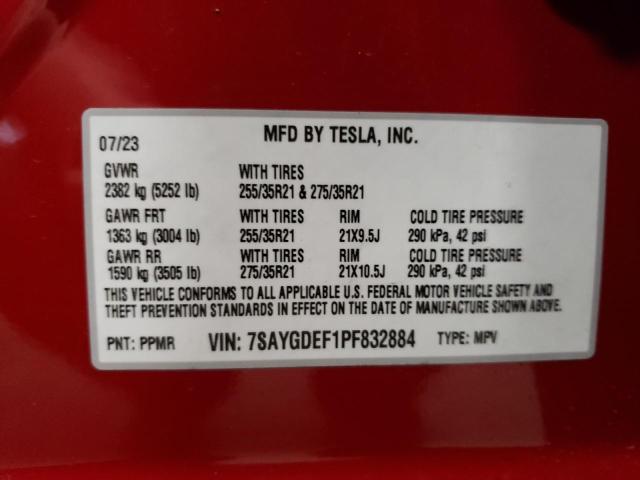 07/23 MFD BY TESLA, INC.
GVWR WITH TIRES
2382 kg (5252 lb) 255/35R21 & 275/35R21
GAWR FRT WITH TIRES RIM COLD TIRE PRESSURE
1363 kg (3004 lb) 255/35R21 21X9.5J 290 kPa, 42 psi
GAWR RR WITH TIRES RIM COLD TIRE PRESSURE
1590 kg (3505 lb) 275/35R21 21X10.5J 290 kPa, 42 psi
THIS VEHICLE CONFORMS TO ALL APPLICABLE U.S. FEDERAL MOTOR VEHICLE SAFETY AND
THEFT PREVENTION STANDARDS IN EFFECT ON THE DATE OF MANUFACTURE SHOWN ABOVE.
PNT: PPMR VIN: 7SAYGDEF1PF832884 TYPE: MPV